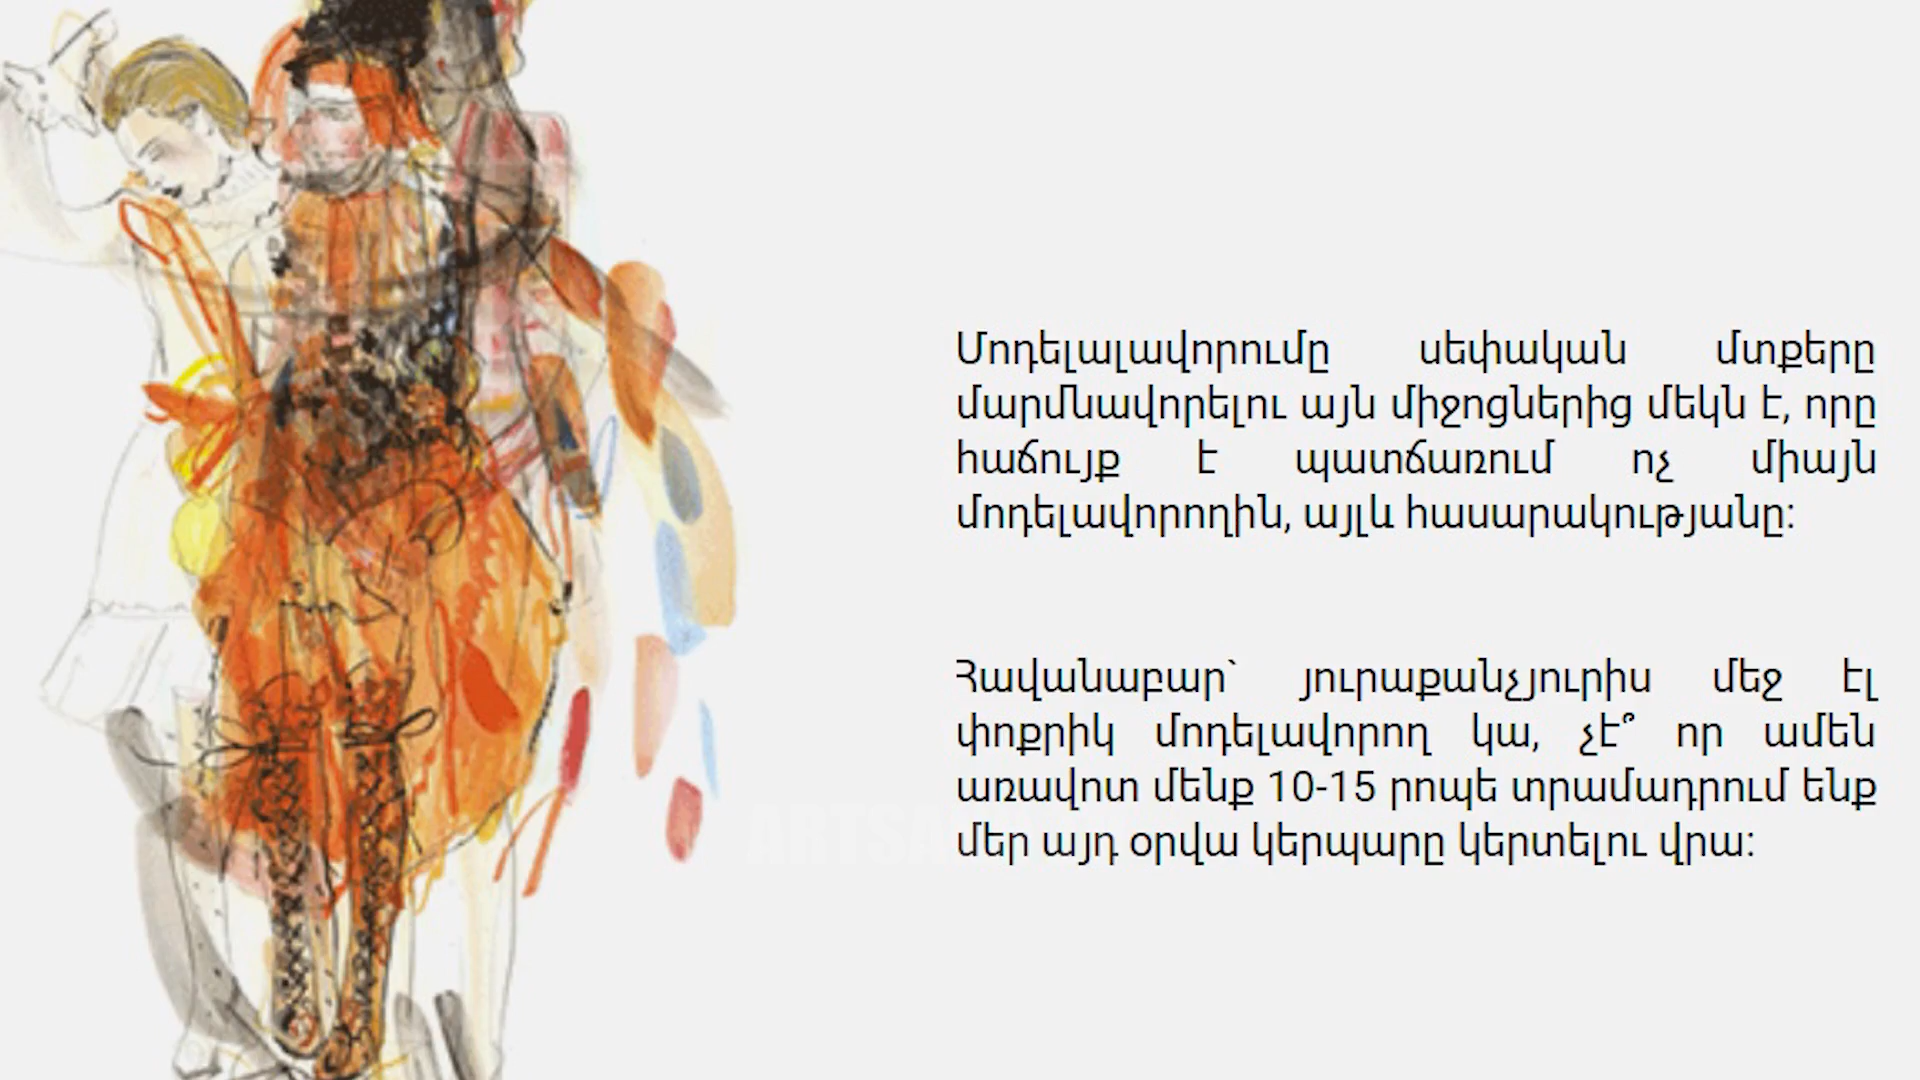 Մոդելալավորումը սեփական մտքերը
մարմնավորելու այն միջոցներից մեկն է, որը
հաճույք է պատճառում ոչ միայն
մոդելավորողին, այլև հասարակությանը:
Հավանաբար՝ յուրաքանչյուրիս մեջ էլ
փոքրիկ մոդելավորող կա, չէ՞ որ ամեն
առավոտ մենք 10-15 րոպե տրամադրում ենք
մեր այդ օրվա կերպարը կերտելու վրա: